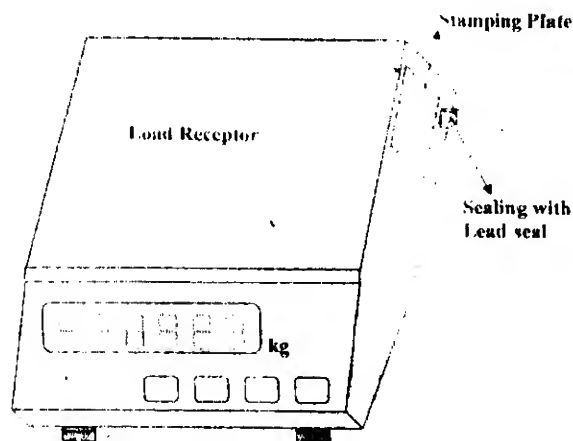 Stamping Plate
Load Receptor
Sealing with
Lead seal
kg